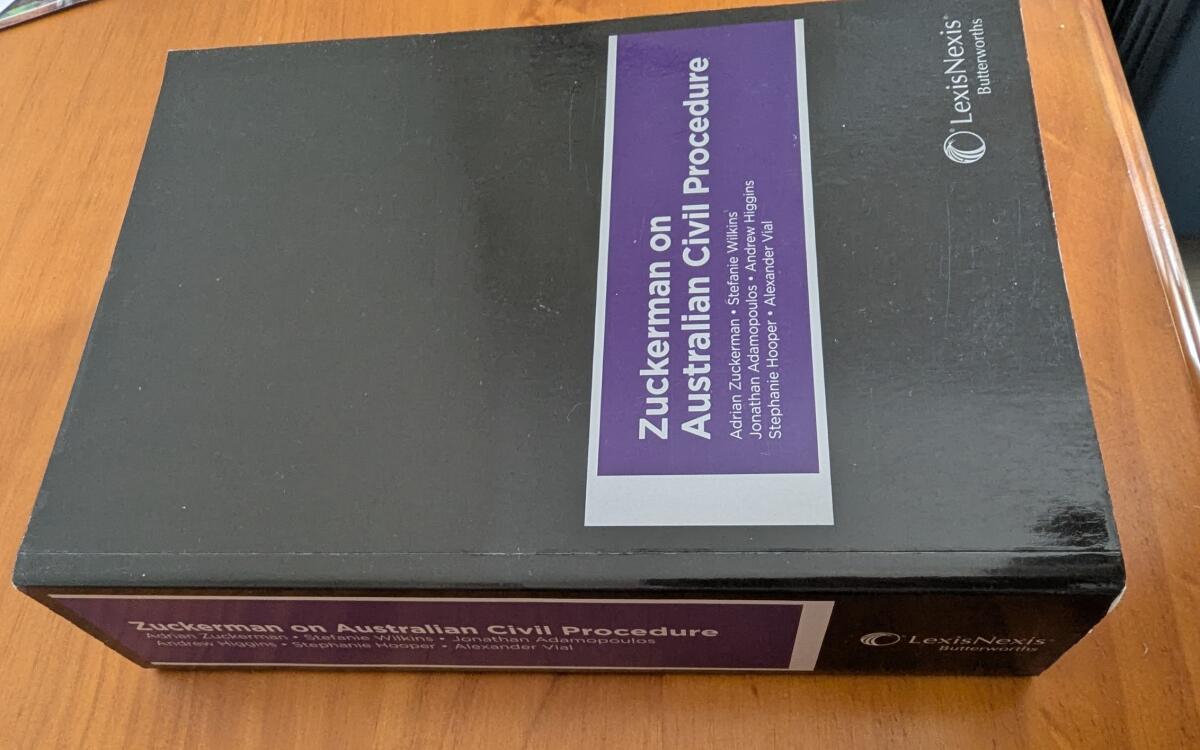 Zuckerman on
Australian Civil Procedure
Adrian Zuckerman • Stefanie Wilkins
Jonathan Adamopoulos • Andrew Higgins
Stephanie Hooper • Alexander Vial
LexisNexis®
Butterworths
Zuckerman on Australian Civil Procedure
Adrian Zuckerman • Stefanie Wilkins • Jonathan Adamopoulos
Andrew Higgins • Stephanie Hooper • Alexander Vial
LexisNexis®
Butterworths